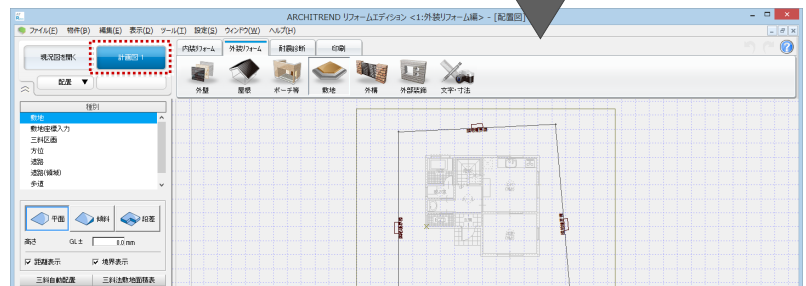 ARCHITREND リフォームエディション <1:外装リフォーム編> - [配置図]
ファイル(F) 物件(B) 編集(E) 表示(D) ツール(T) 設定(S) ウインドウ(W) ヘルプ(H)
現況図を開く 計画図 1
内装リフォーム 外装リフォーム 耐震診断 印刷
配置 ▼
外壁 屋根 ポーチ等 敷地 外構 外部装飾 文字・寸法
種別
敷地
敷地座標入力
三斜区画
方位
道路
道路(領域)
歩道
平面 傾斜 段差
高さ GL± 0.0 mm
距離表示 境界表示
三斜自動配置 三斜法敷地面積表